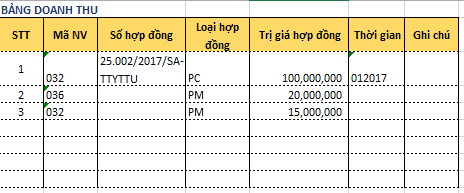 BẢNG DOANH THU
STT Mã NV Số hợp đồng Loại hợp đồng Trị giá hợp đồng Thời gian Ghi chú
1 032 25.002/2017/SA-TTYTTU PC 100,000,000 012017
2 036 PM 20,000,000
3 032 PM 15,000,000